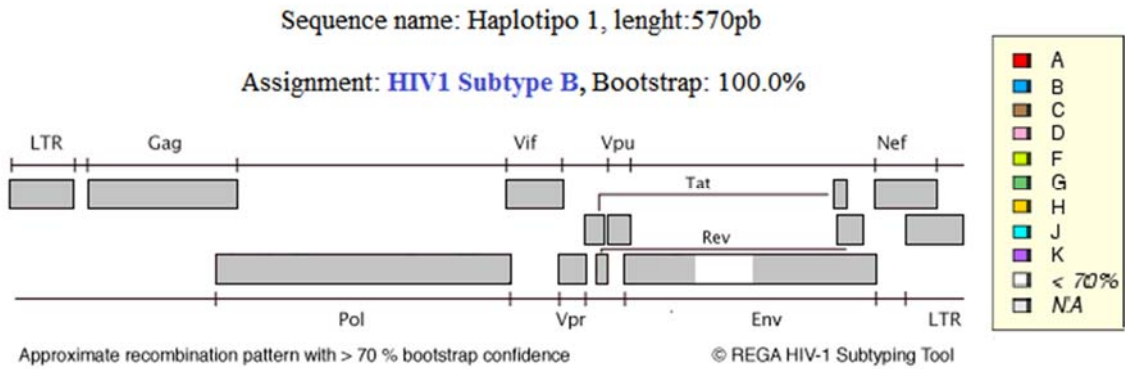 Sequence name: Haplotipo 1, lenght:570pb
Assignment: HIV1 Subtype B, Bootstrap: 100.0%
LTR Gag Vif Vpu Nef
Tat
Rev
Pol Vpr Env LTR
Approximate recombination pattern with > 70 % bootstrap confidence © REGA HIV-1 Subtyping Tool
A
B
C
D
F
G
H
J
K
< 70%
N.A